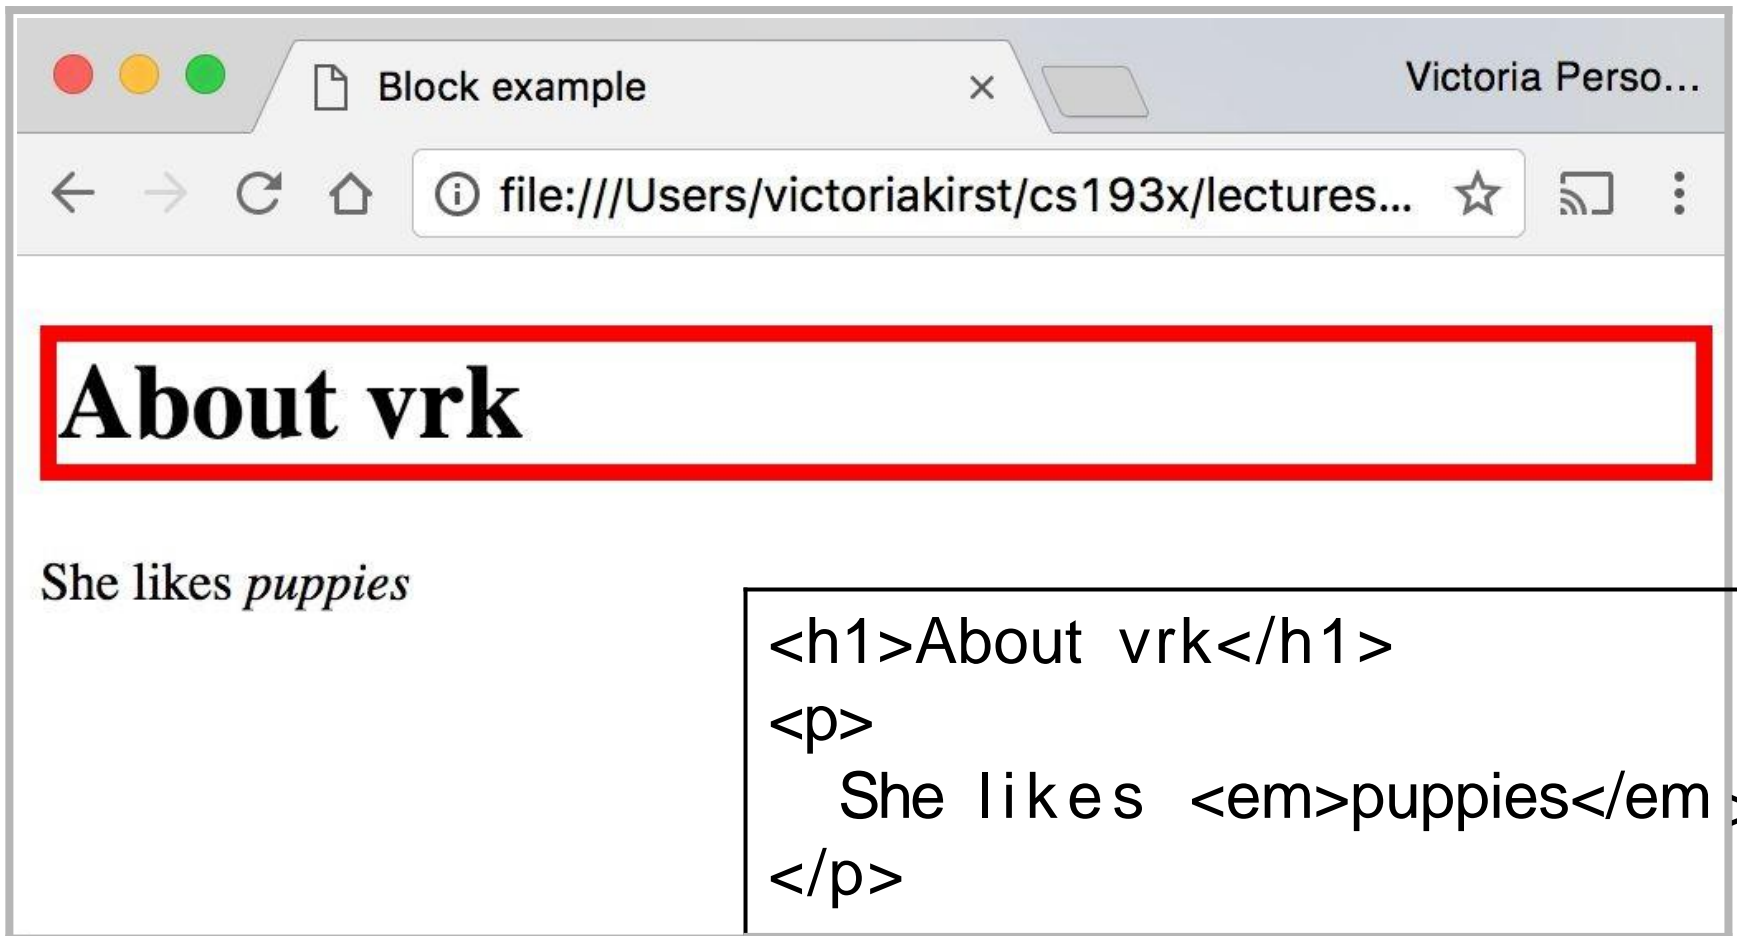 Block example
Victoria Perso...
file:///Users/victoriakirst/cs193x/lectures...
About vrk
She likes puppies
<h1>About vrk</h1>
<p>
She likes <em>puppies</em>
</p>